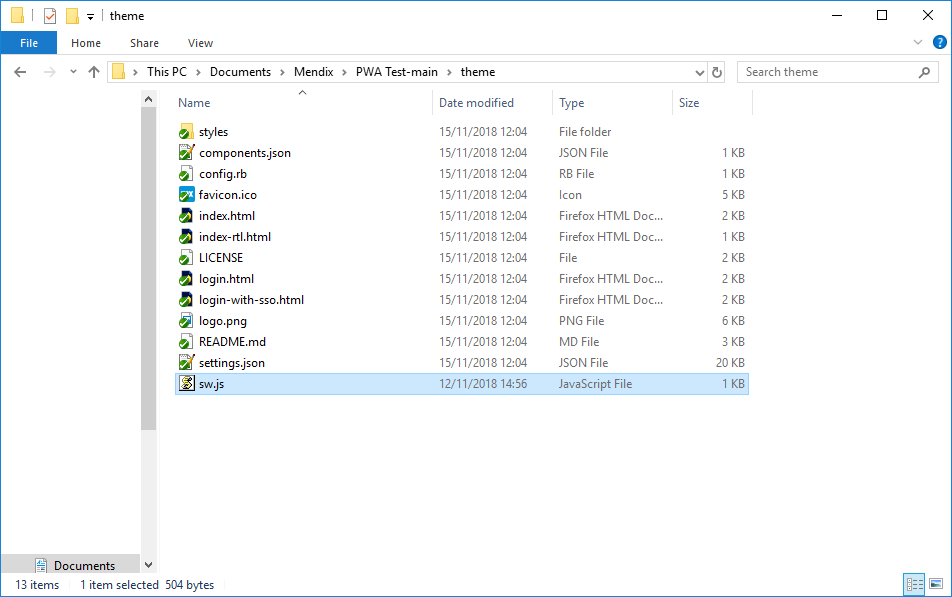 theme
File Home Share View
This PC Documents Mendix PWA Test-main theme Search theme
Name Date modified Type Size
styles 15/11/2018 12:04 File folder
components.json 15/11/2018 12:04 JSON File 1 KB
config.rb 15/11/2018 12:04 RB File 1 KB
favicon.ico 15/11/2018 12:04 Icon 5 KB
index.html 15/11/2018 12:04 Firefox HTML Doc... 2 KB
index-rtl.html 15/11/2018 12:04 Firefox HTML Doc... 1 KB
LICENSE 15/11/2018 12:04 File 2 KB
login.html 15/11/2018 12:04 Firefox HTML Doc... 2 KB
login-with-sso.html 15/11/2018 12:04 Firefox HTML Doc... 2 KB
logo.png 15/11/2018 12:04 PNG File 6 KB
README.md 15/11/2018 12:04 MD File 3 KB
settings.json 15/11/2018 12:04 JSON File 20 KB
sw.js 12/11/2018 14:56 JavaScript File 1 KB
Documents
13 items 1 item selected 504 bytes